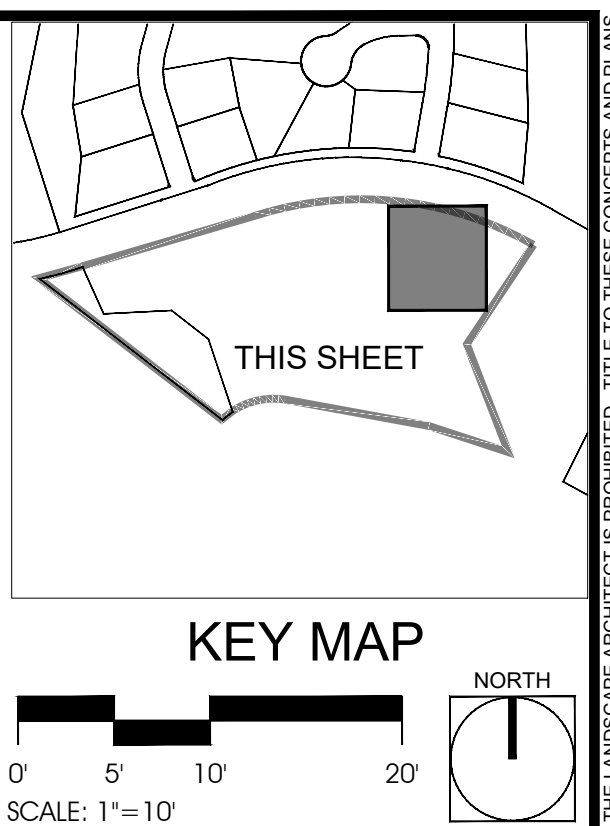 THIS SHEET
KEY MAP
NORTH
0' 5' 10' 20'
SCALE: 1"=10'
THE LANDSCAPE ARCHITECT IS PROHIBITED. TITLE TO THESE CONCEPTS AND PLANS